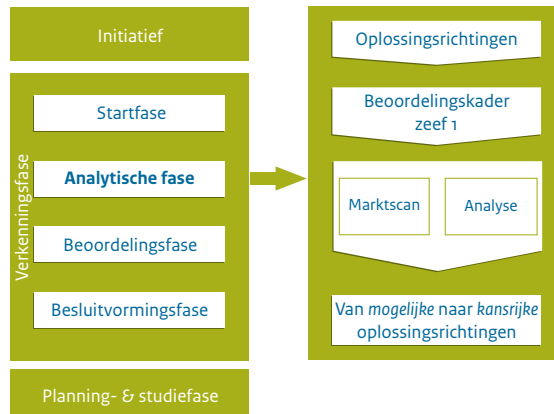 Initiatief
Verkenningsfase
Startfase
Analytische fase
Beoordelingsfase
Besluitvormingsfase
Planning- & studiefase
Oplossingsrichtingen
Beoordelingskader
zeef 1
Marktscan
Analyse
Van mogelijke naar kansrijke
oplossingsrichtingen